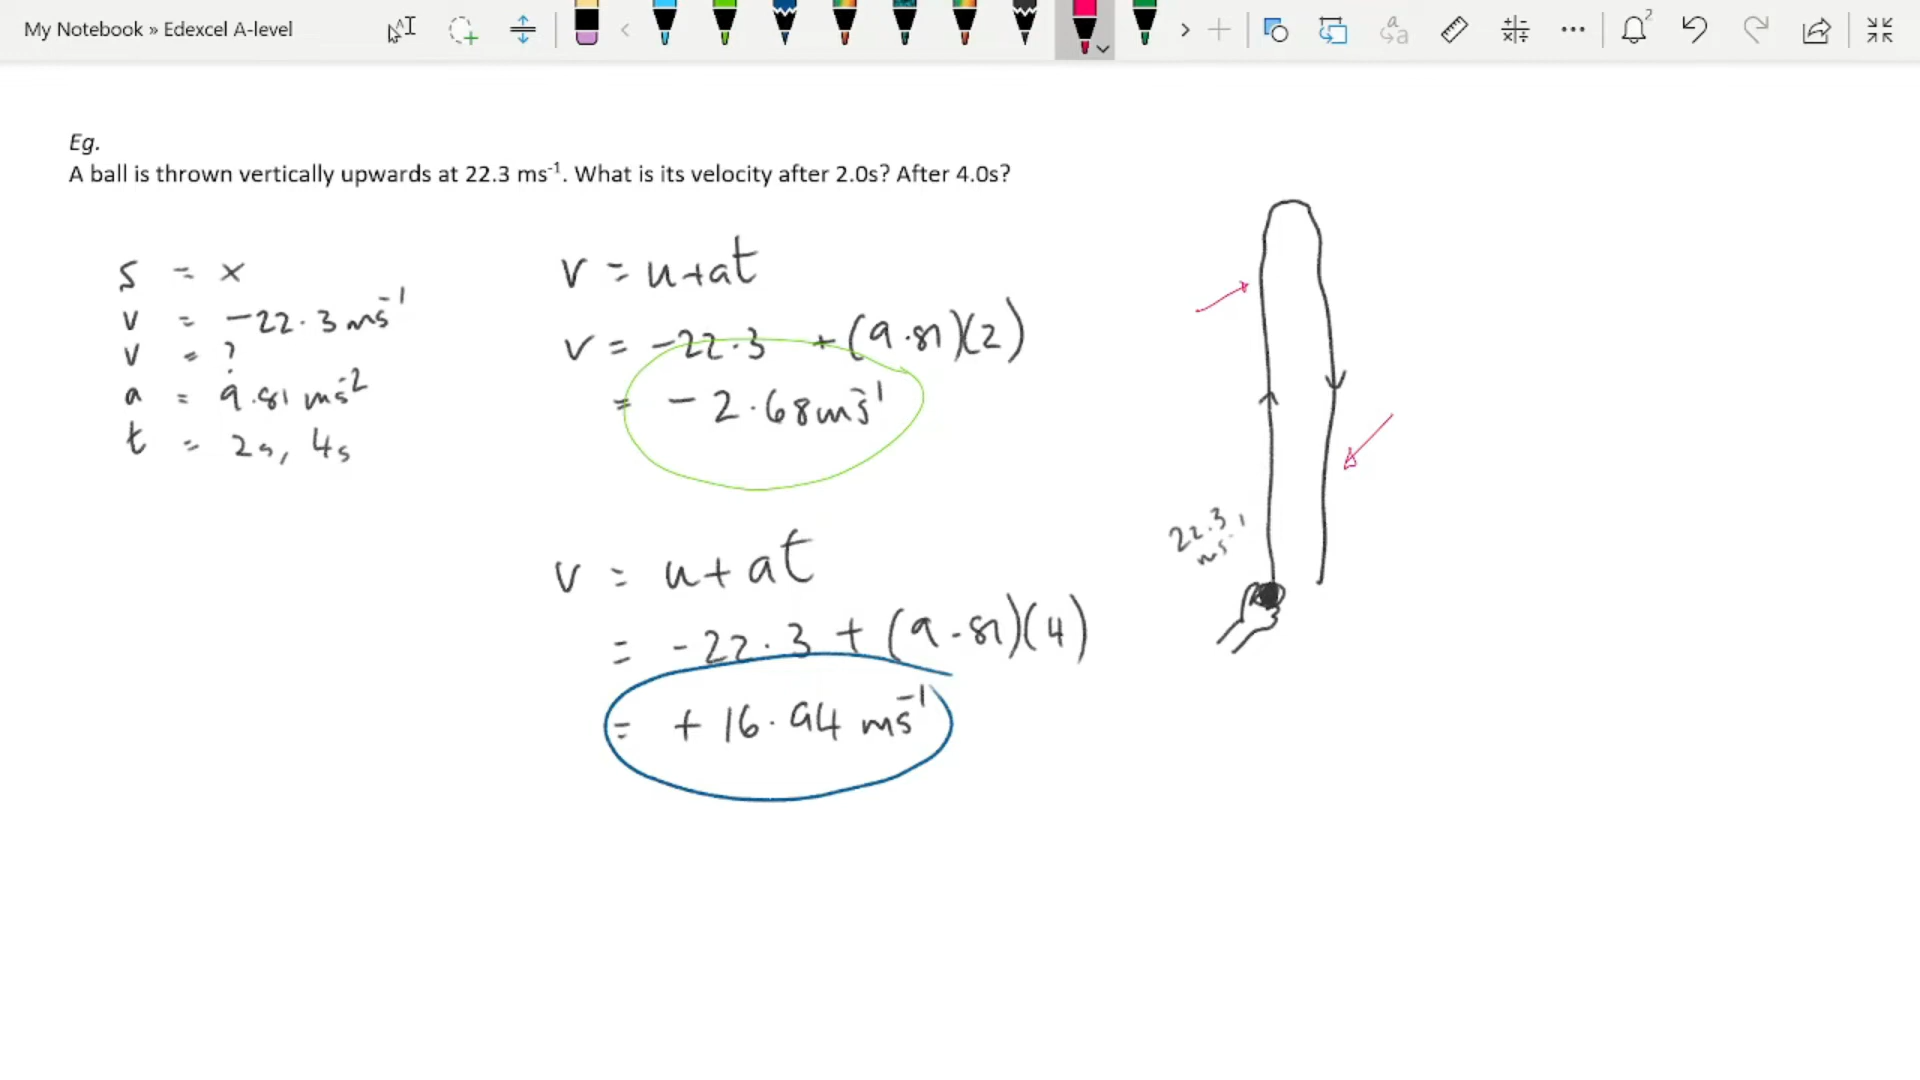 My Notebook » Edexcel A-level
Eg.
A ball is thrown vertically upwards at 22.3 ms⁻¹. What is its velocity after 2.0s? After 4.0s?
s = x
v = -22.3 ms⁻¹
v = ?
a = 9.81 ms⁻²
t = 2s, 4s
v = u+at
v = -22.3 + (9.81)(2)
= -2.68 ms⁻¹
v = u+at
= -22.3 + (9.81)(4)
= +16.94 ms⁻¹
22.3
ms⁻¹